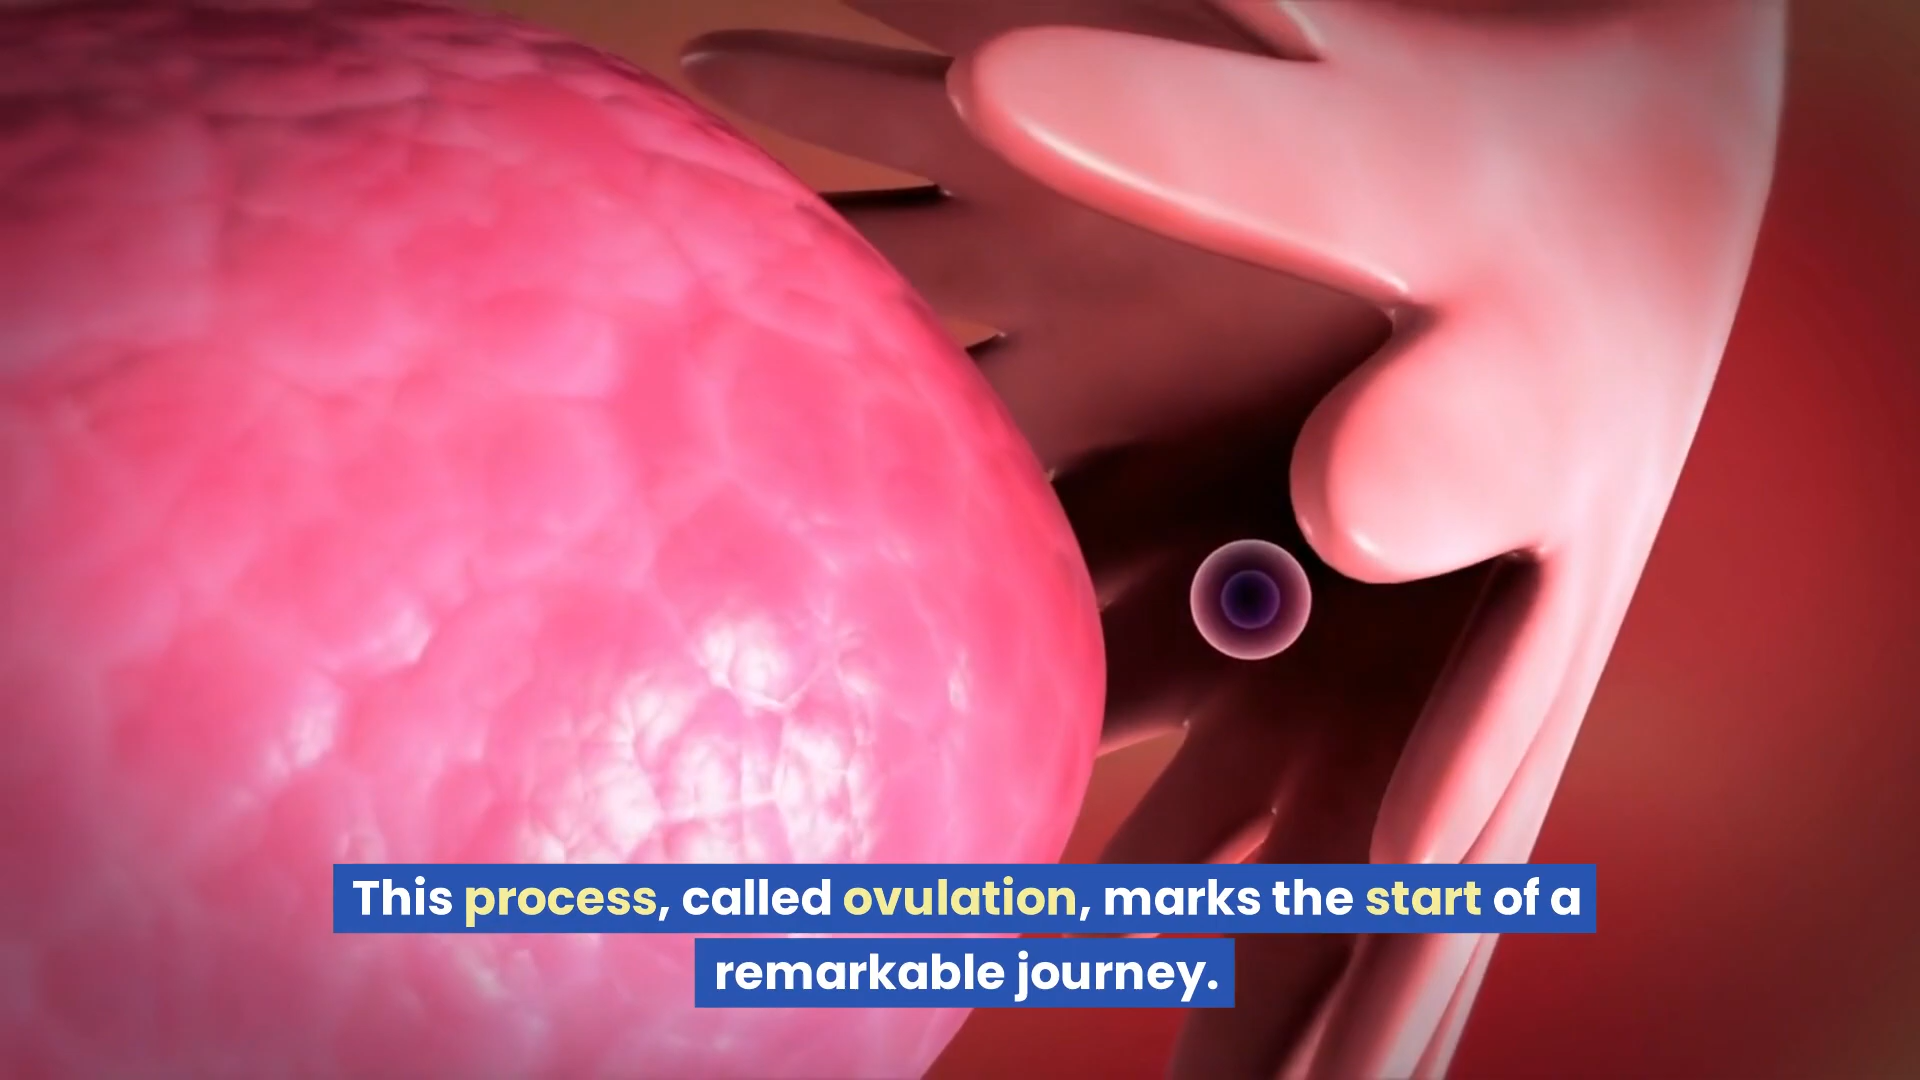 This process, called ovulation, marks the start of a
remarkable journey.